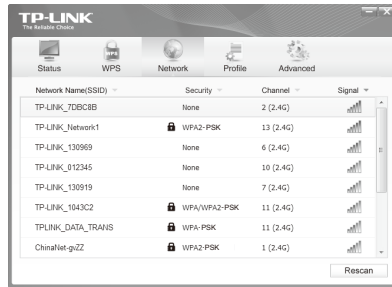 TP-LINK
The Reliable Choice
WPS
Status WPS Network Profile Advanced
Network Name(SSID) Security Channel Signal
TP-LINK_7DBC8B None 2 (2.4G)
TP-LINK_Network1 WPA2-PSK 13 (2.4G)
TP-LINK_130969 None 6 (2.4G)
TP-LINK_012345 None 10 (2.4G)
TP-LINK_130919 None 7 (2.4G)
TP-LINK_1043C2 WPA/WPA2-PSK 11 (2.4G)
TPLINK_DATA_TRANS WPA-PSK 11 (2.4G)
ChinaNet-gvZZ WPA2-PSK 1 (2.4G)
Rescan